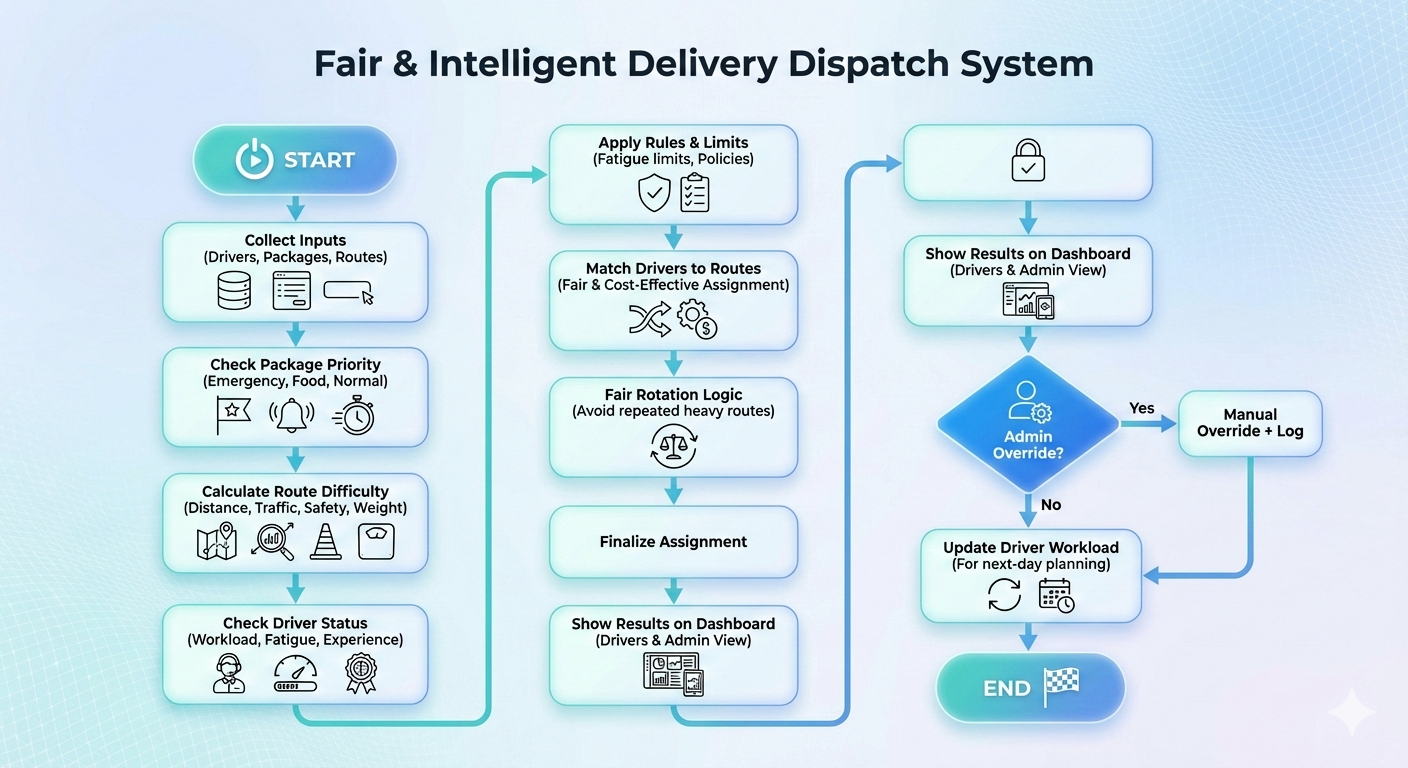 Fair & Intelligent Delivery Dispatch System
START
Collect Inputs
(Drivers, Packages, Routes)
Check Package Priority
(Emergency, Food, Normal)
Calculate Route Difficulty
(Distance, Traffic, Safety, Weight)
Check Driver Status
(Workload, Fatigue, Experience)
Apply Rules & Limits
(Fatigue limits, Policies)
Match Drivers to Routes
(Fair & Cost-Effective Assignment)
$
Fair Rotation Logic
(Avoid repeated heavy routes)
Finalize Assignment
Show Results on Dashboard
(Drivers & Admin View)
Show Results on Dashboard
(Drivers & Admin View)
Admin
Override?
Yes
Manual
Override + Log
No
Update Driver Workload
(For next-day planning)
END